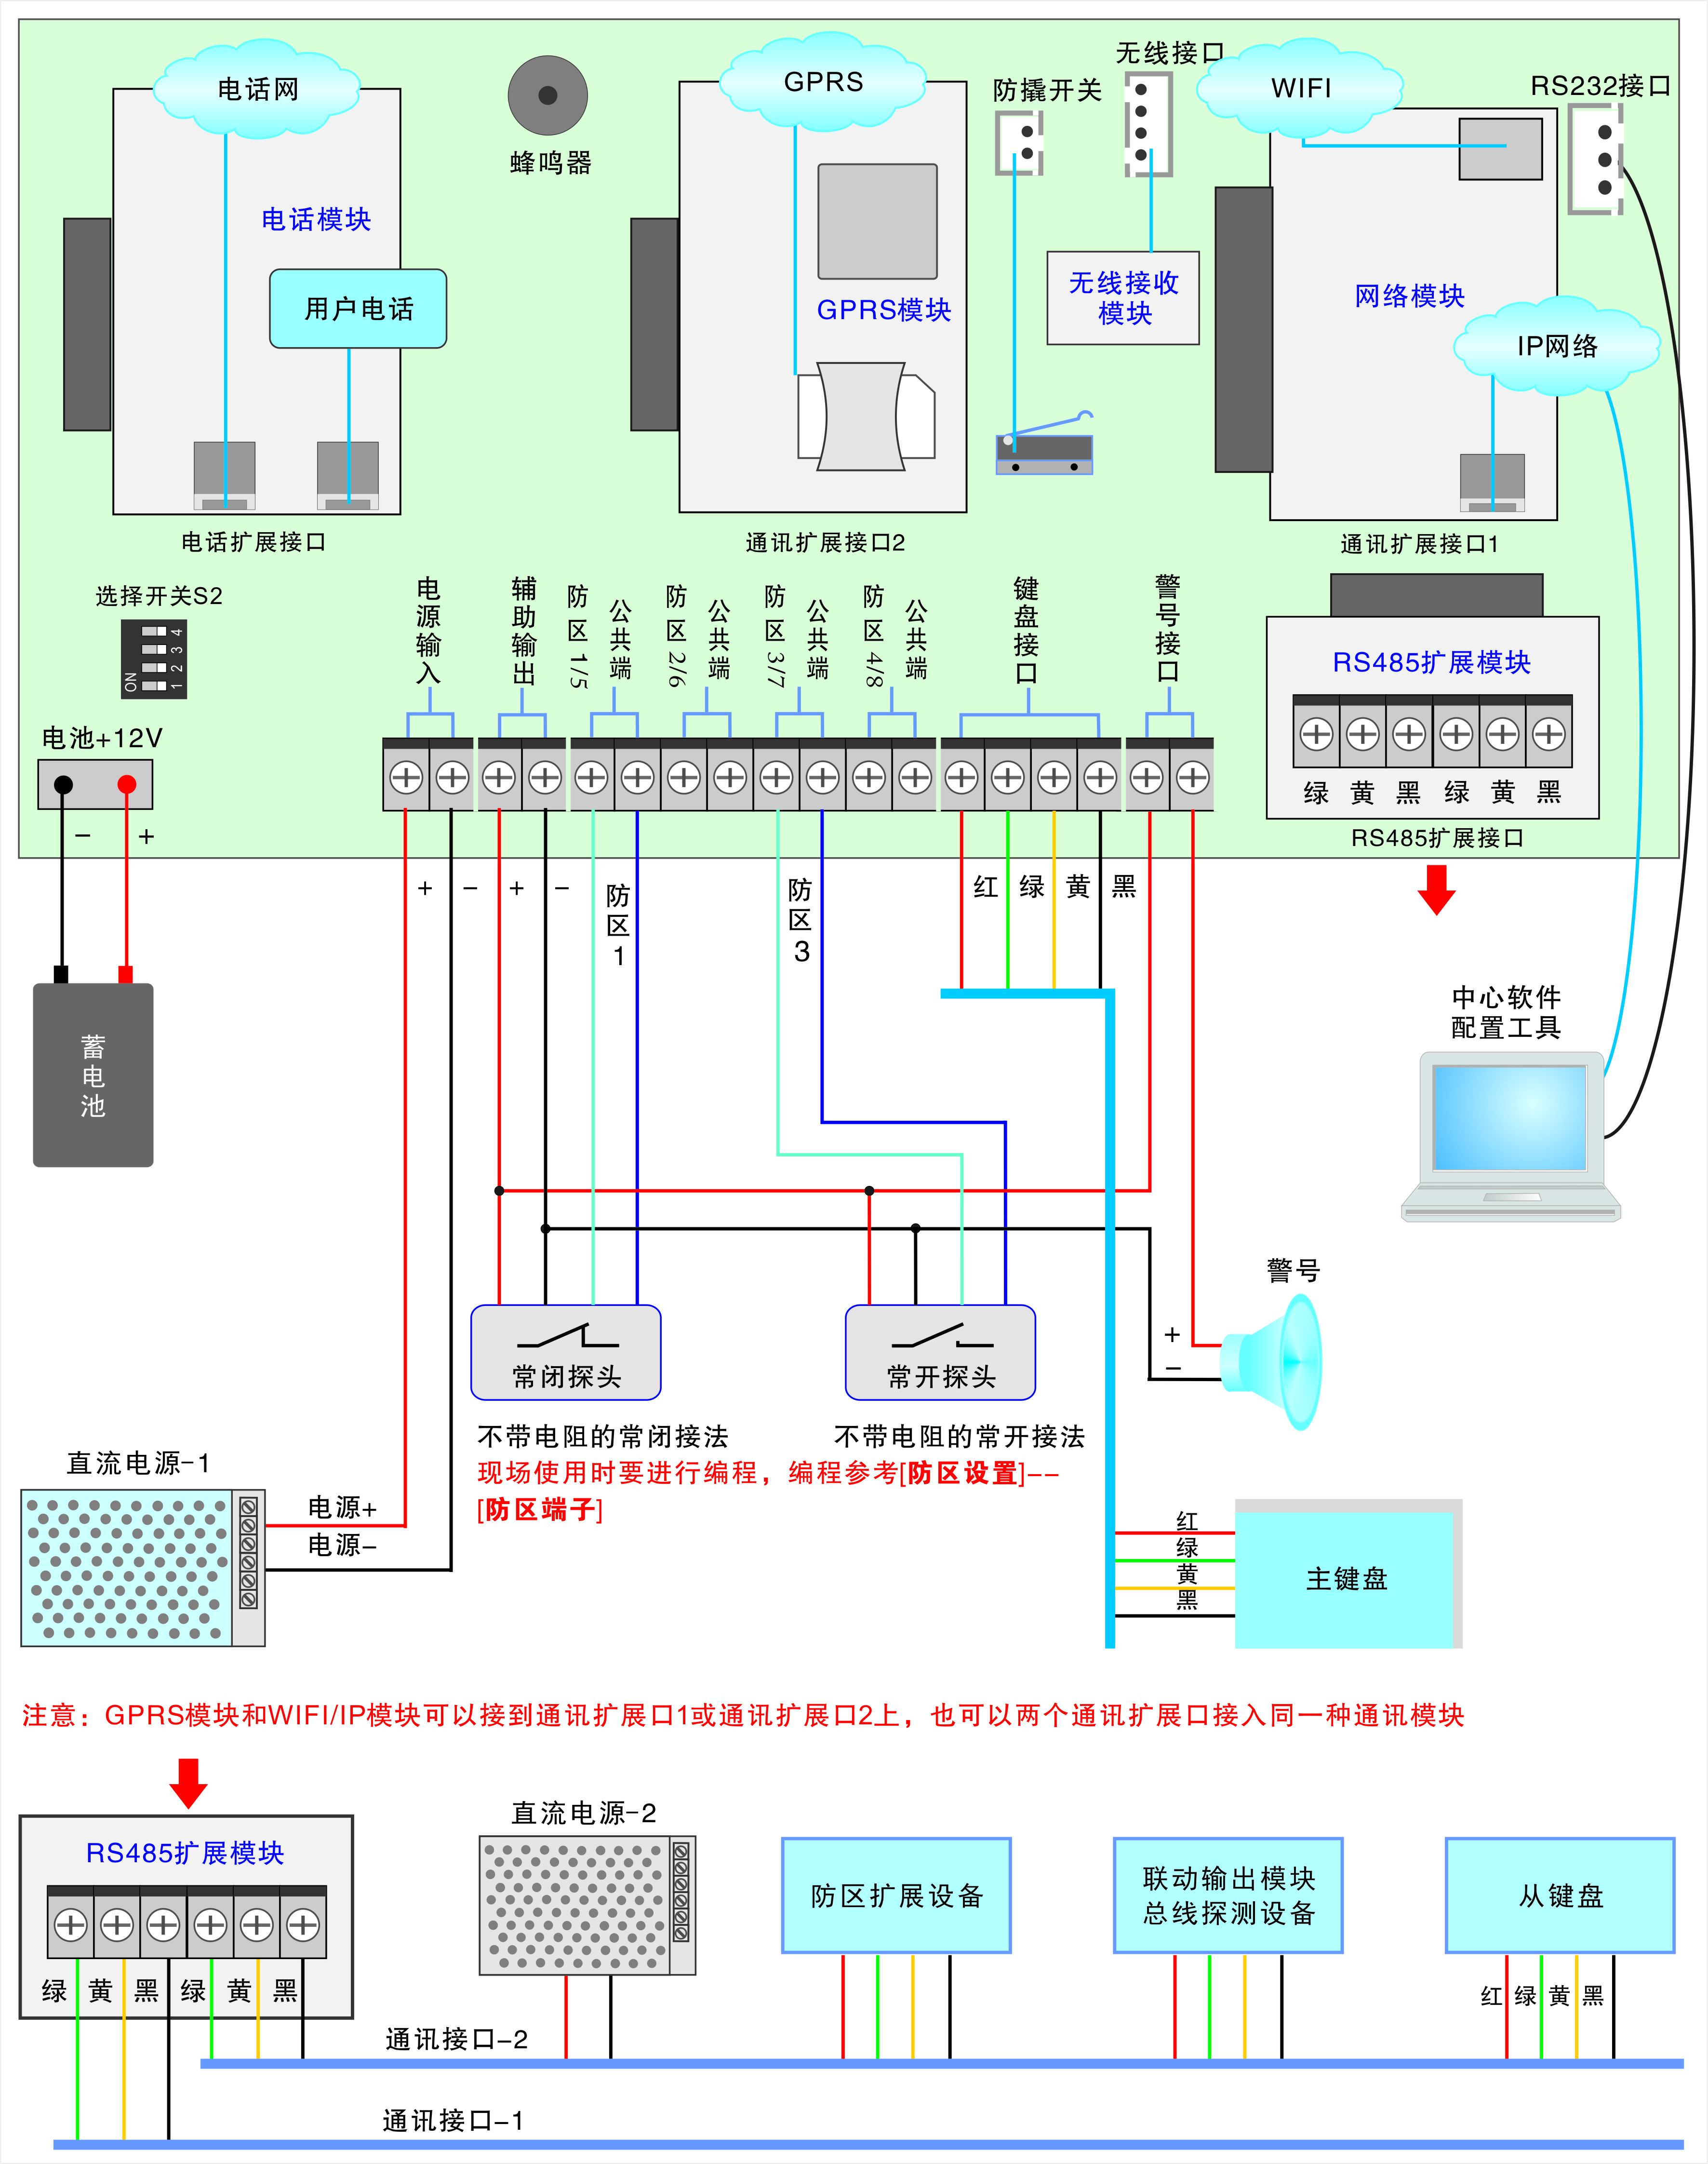 电话网
GPRS
无线接口
WIFI
防撬开关
RS232接口
蜂鸣器
电话模块
用户电话
GPRS模块
无线接收
模块
网络模块
IP网络
电话扩展接口
通讯扩展接口2
通讯扩展接口1
选择开关S2
ON
1 2 3 4
电源输入
辅助输出
防区1/5
公共端
防区2/6
公共端
防区3/7
公共端
防区4/8
公共端
键盘接口
警号接口
RS485扩展模块
绿 黄 黑 绿 黄 黑
RS485扩展接口
电池+12V
− +
+ − + −
防区1
防区3
红 绿 黄 黑
蓄电池
中心软件
配置工具
警号
+
−
常闭探头
常开探头
不带电阻的常闭接法
不带电阻的常开接法
现场使用时要进行编程，编程参考[防区设置]--
[防区端子]
直流电源-1
电源+
电源-
红
绿
黄
黑
主键盘
注意：GPRS模块和WIFI/IP模块可以接到通讯扩展口1或通讯扩展口2上，也可以两个通讯扩展口接入同一种通讯模块
RS485扩展模块
绿 黄 黑 绿 黄 黑
直流电源-2
防区扩展设备
联动输出模块
总线探测设备
从键盘
红 绿 黄 黑
通讯接口-2
通讯接口-1